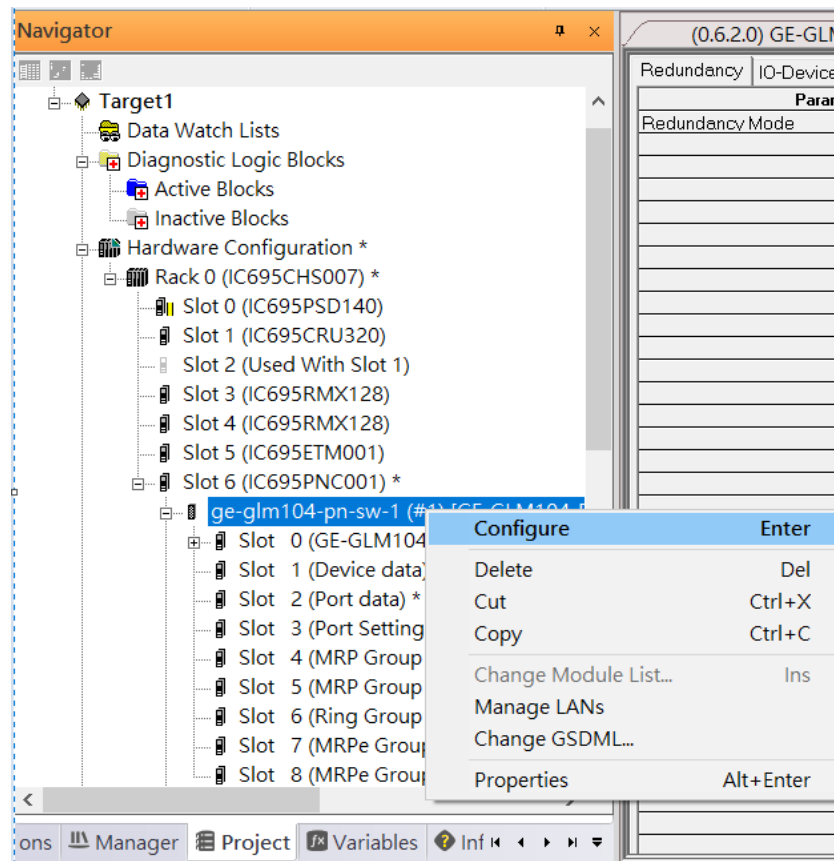 Navigator
Target1
Data Watch Lists
Diagnostic Logic Blocks
Active Blocks
Inactive Blocks
Hardware Configuration *
Rack 0 (IC695CHS007) *
Slot 0 (IC695PSD140)
Slot 1 (IC695CRU320)
Slot 2 (Used With Slot 1)
Slot 3 (IC695RMX128)
Slot 4 (IC695RMX128)
Slot 5 (IC695ETM001)
Slot 6 (IC695PNC001) *
ge-glm104-pn-sw-1 (#1) [GE-GLM104-
Slot 0 (GE-GLM104
Slot 1 (Device data)
Slot 2 (Port data) *
Slot 3 (Port Setting
Slot 4 (MRP Group
Slot 5 (MRP Group
Slot 6 (Ring Group
Slot 7 (MRPe Group
Slot 8 (MRPe Group
Configure Enter
Delete Del
Cut Ctrl+X
Copy Ctrl+C
Change Module List... Ins
Manage LANs
Change GSDML...
Properties Alt+Enter
ons Manager Project Variables Inf
(0.6.2.0) GE-GLM
Redundancy IO-Device
Parar
Redundancy Mode